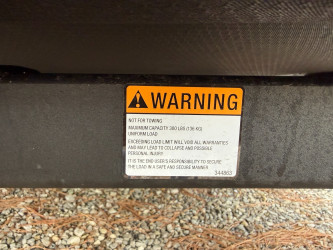 WARNING
NOT FOR TOWING
MAXIMUM CAPACITY 300 LBS (136 KG)
UNIFORM LOAD
EXCEEDING LOAD LIMIT WILL VOID ALL WARRANTIES
AND MAY LEAD TO COLLAPSE AND POSSIBLE
PERSONAL INJURY.
IT IS THE END USER'S RESPONSIBILITY TO SECURE
THE LOAD IN A SAFE AND SECURE MANNER.
344863